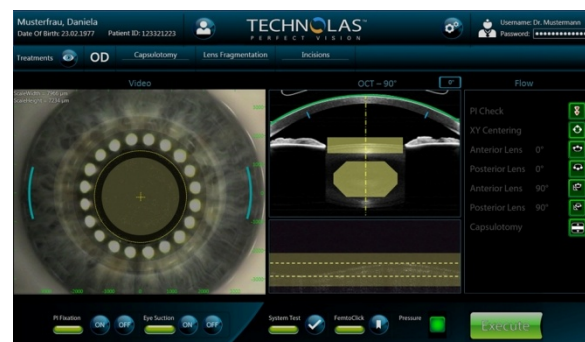 Musterfrau, Daniela
Date Of Birth: 23.02.1977 Patient ID: 123321223
TECHNOLAS™
PERFECT VISION
Username: Dr. Mustermann
Password:
Treatments OD Capsulotomy Lens Fragmentation Incisions
Video
OCT – 90°
0°
Flow
PI Check
XY Centering
Anterior Lens 0°
Posterior Lens 0°
Anterior Lens 90°
Posterior Lens 90°
Capsulotomy
PI Fixation ON OFF
Eye Suction ON OFF
System Test
FemtoClick
Pressure
Execute